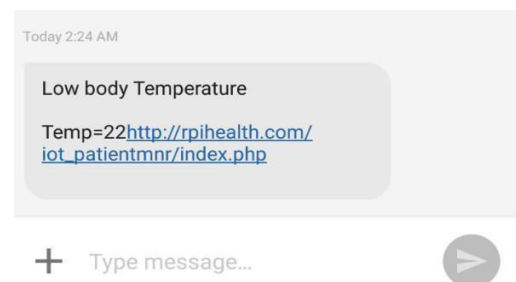 Today 2:24 AM
Low body Temperature
Temp=22http://rpihealth.com/
iot_patientmnr/index.php
Type message...